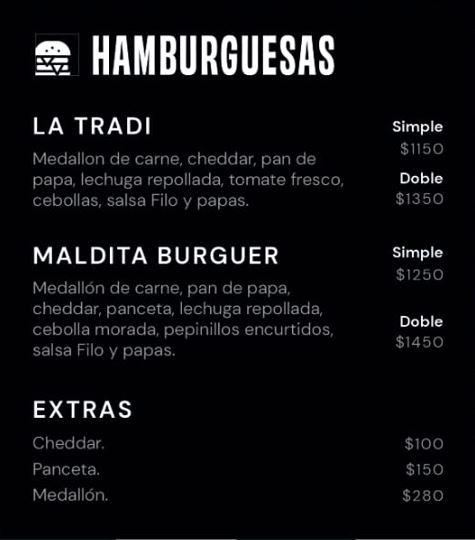 HAMBURGUESAS
LA TRADI
Simple
$1150
Medallon de carne, cheddar, pan de
papa, lechuga repollada, tomate fresco,
cebollas, salsa Filo y papas.
Doble
$1350
MALDITA BURGUER
Simple
$1250
Medallón de carne, pan de papa,
cheddar, panceta, lechuga repollada,
cebolla morada, pepinillos encurtidos,
salsa Filo y papas.
Doble
$1450
EXTRAS
Cheddar. $100
Panceta. $150
Medallón. $280